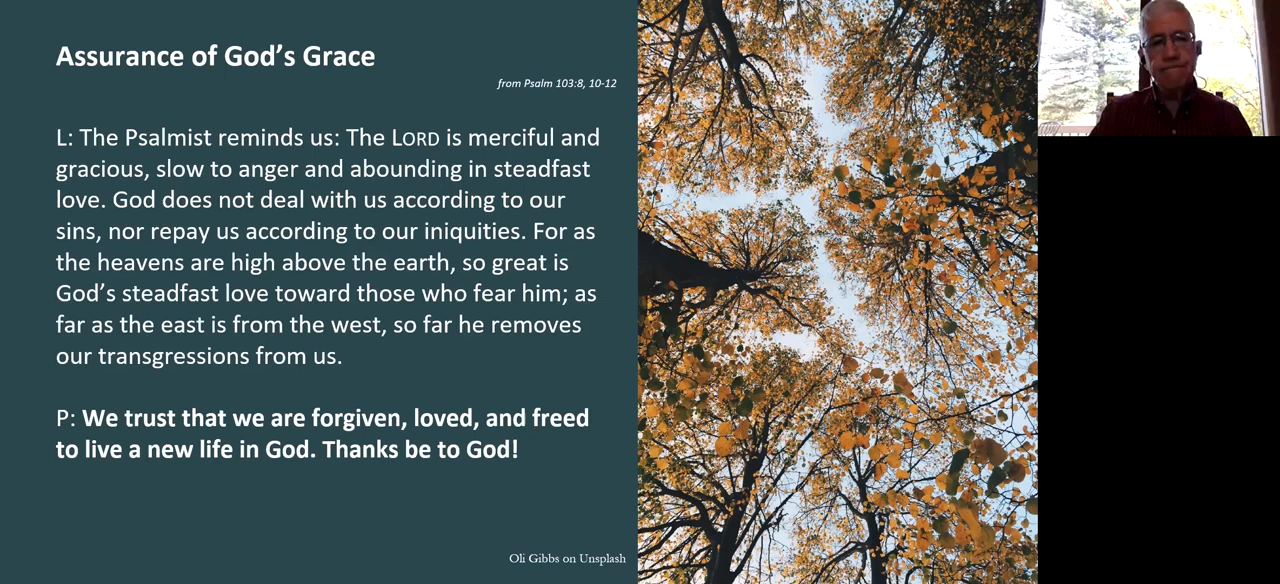 Assurance of God’s Grace
from Psalm 103:8, 10-12
L: The Psalmist reminds us: The LORD is merciful and
gracious, slow to anger and abounding in steadfast
love. God does not deal with us according to our
sins, nor repay us according to our iniquities. For as
the heavens are high above the earth, so great is
God’s steadfast love toward those who fear him; as
far as the east is from the west, so far he removes
our transgressions from us.
P: We trust that we are forgiven, loved, and freed
to live a new life in God. Thanks be to God!
Oli Gibbs on Unsplash